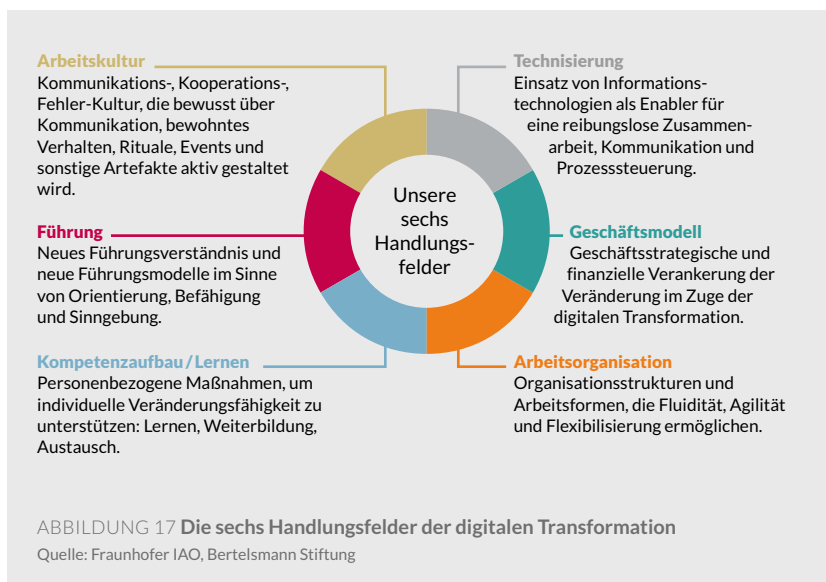 Arbeitskultur
Kommunikations-, Kooperations-,
Fehler-Kultur, die bewusst über
Kommunikation, bewohntes
Verhalten, Rituale, Events und
sonstige Artefakte aktiv gestaltet
wird.
Führung
Neues Führungsverständnis und
neue Führungsmodelle im Sinne
von Orientierung, Befähigung
und Sinngebung.
Kompetenzaufbau/Lernen
Personenbezogene Maßnahmen, um
individuelle Veränderungsfähigkeit zu
unterstützen: Lernen, Weiterbildung,
Austausch.
Unsere
sechs
Handlungs-
felder
Technisierung
Einsatz von Informations-
technologien als Enabler für
eine reibungslose Zusammen-
arbeit, Kommunikation und
Prozesssteuerung.
Geschäftsmodell
Geschäftsstrategische und
finanzielle Verankerung der
Veränderung im Zuge der
digitalen Transformation.
Arbeitsorganisation
Organisationsstrukturen und
Arbeitsformen, die Fluidität, Agilität
und Flexibilisierung ermöglichen.
ABBILDUNG 17 Die sechs Handlungsfelder der digitalen Transformation
Quelle: Fraunhofer IAO, Bertelsmann Stiftung